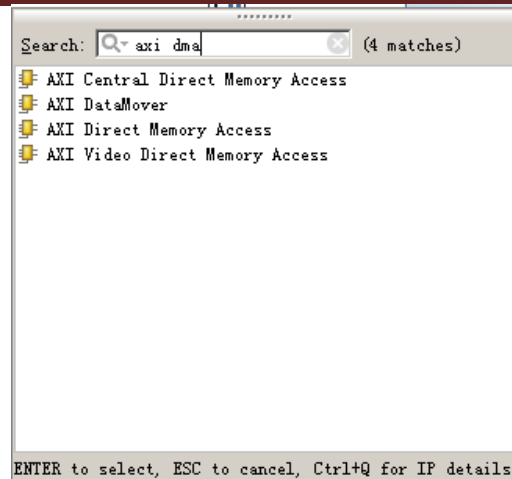 Search: axi dma (4 matches)
AXI Central Direct Memory Access
AXI DataMover
AXI Direct Memory Access
AXI Video Direct Memory Access
ENTER to select, ESC to cancel, Ctrl+Q for IP details